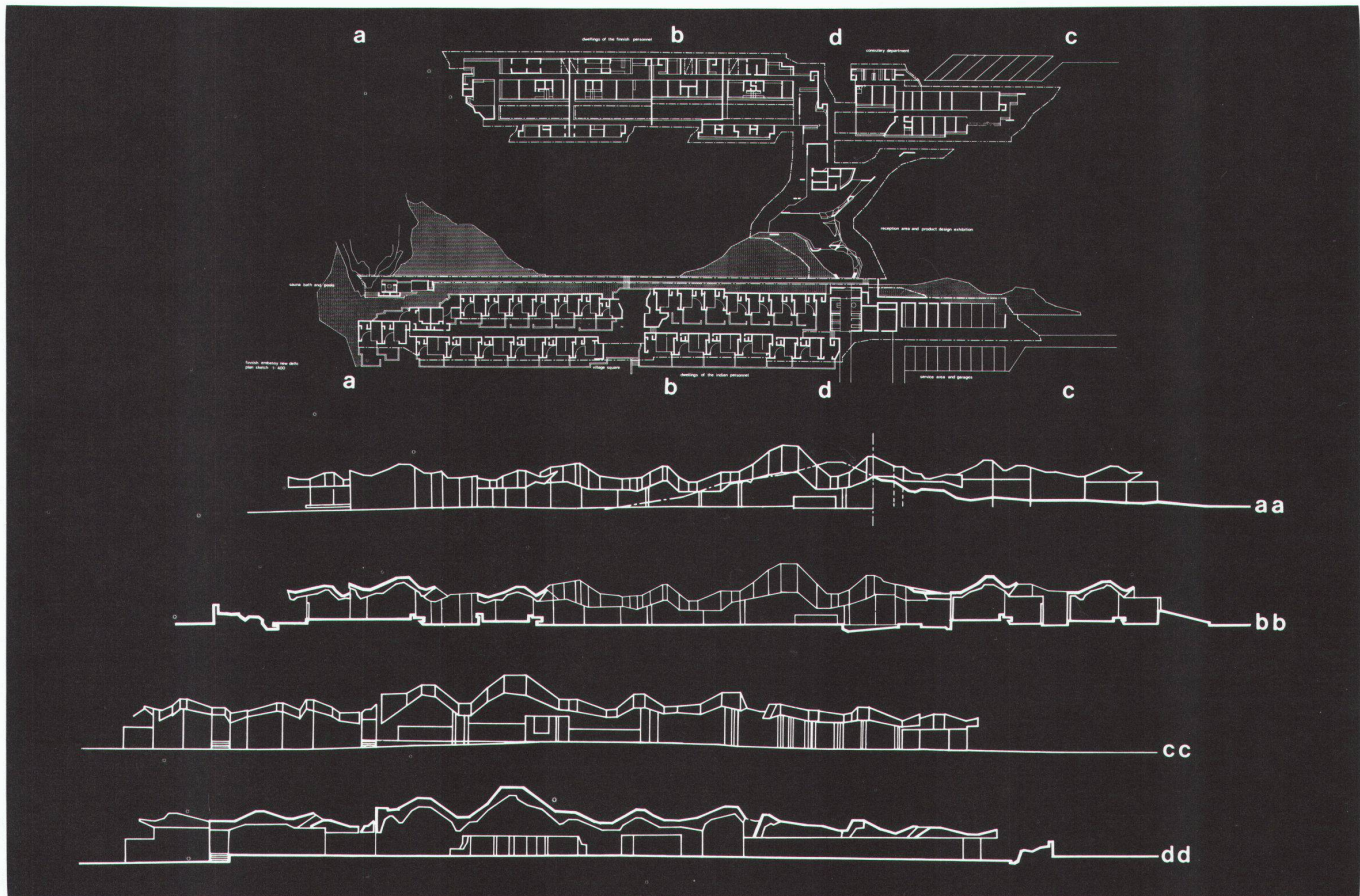 a
b
d
c
dwellings of the finnish personnel
consulary department
reception area and product design exhibition
sauna bath and pools
finnish embassy new delhi
plan sketch 1:400
village square
dwellings of the indian personnel
service area and garages
a
b
d
c
aa
bb
cc
dd